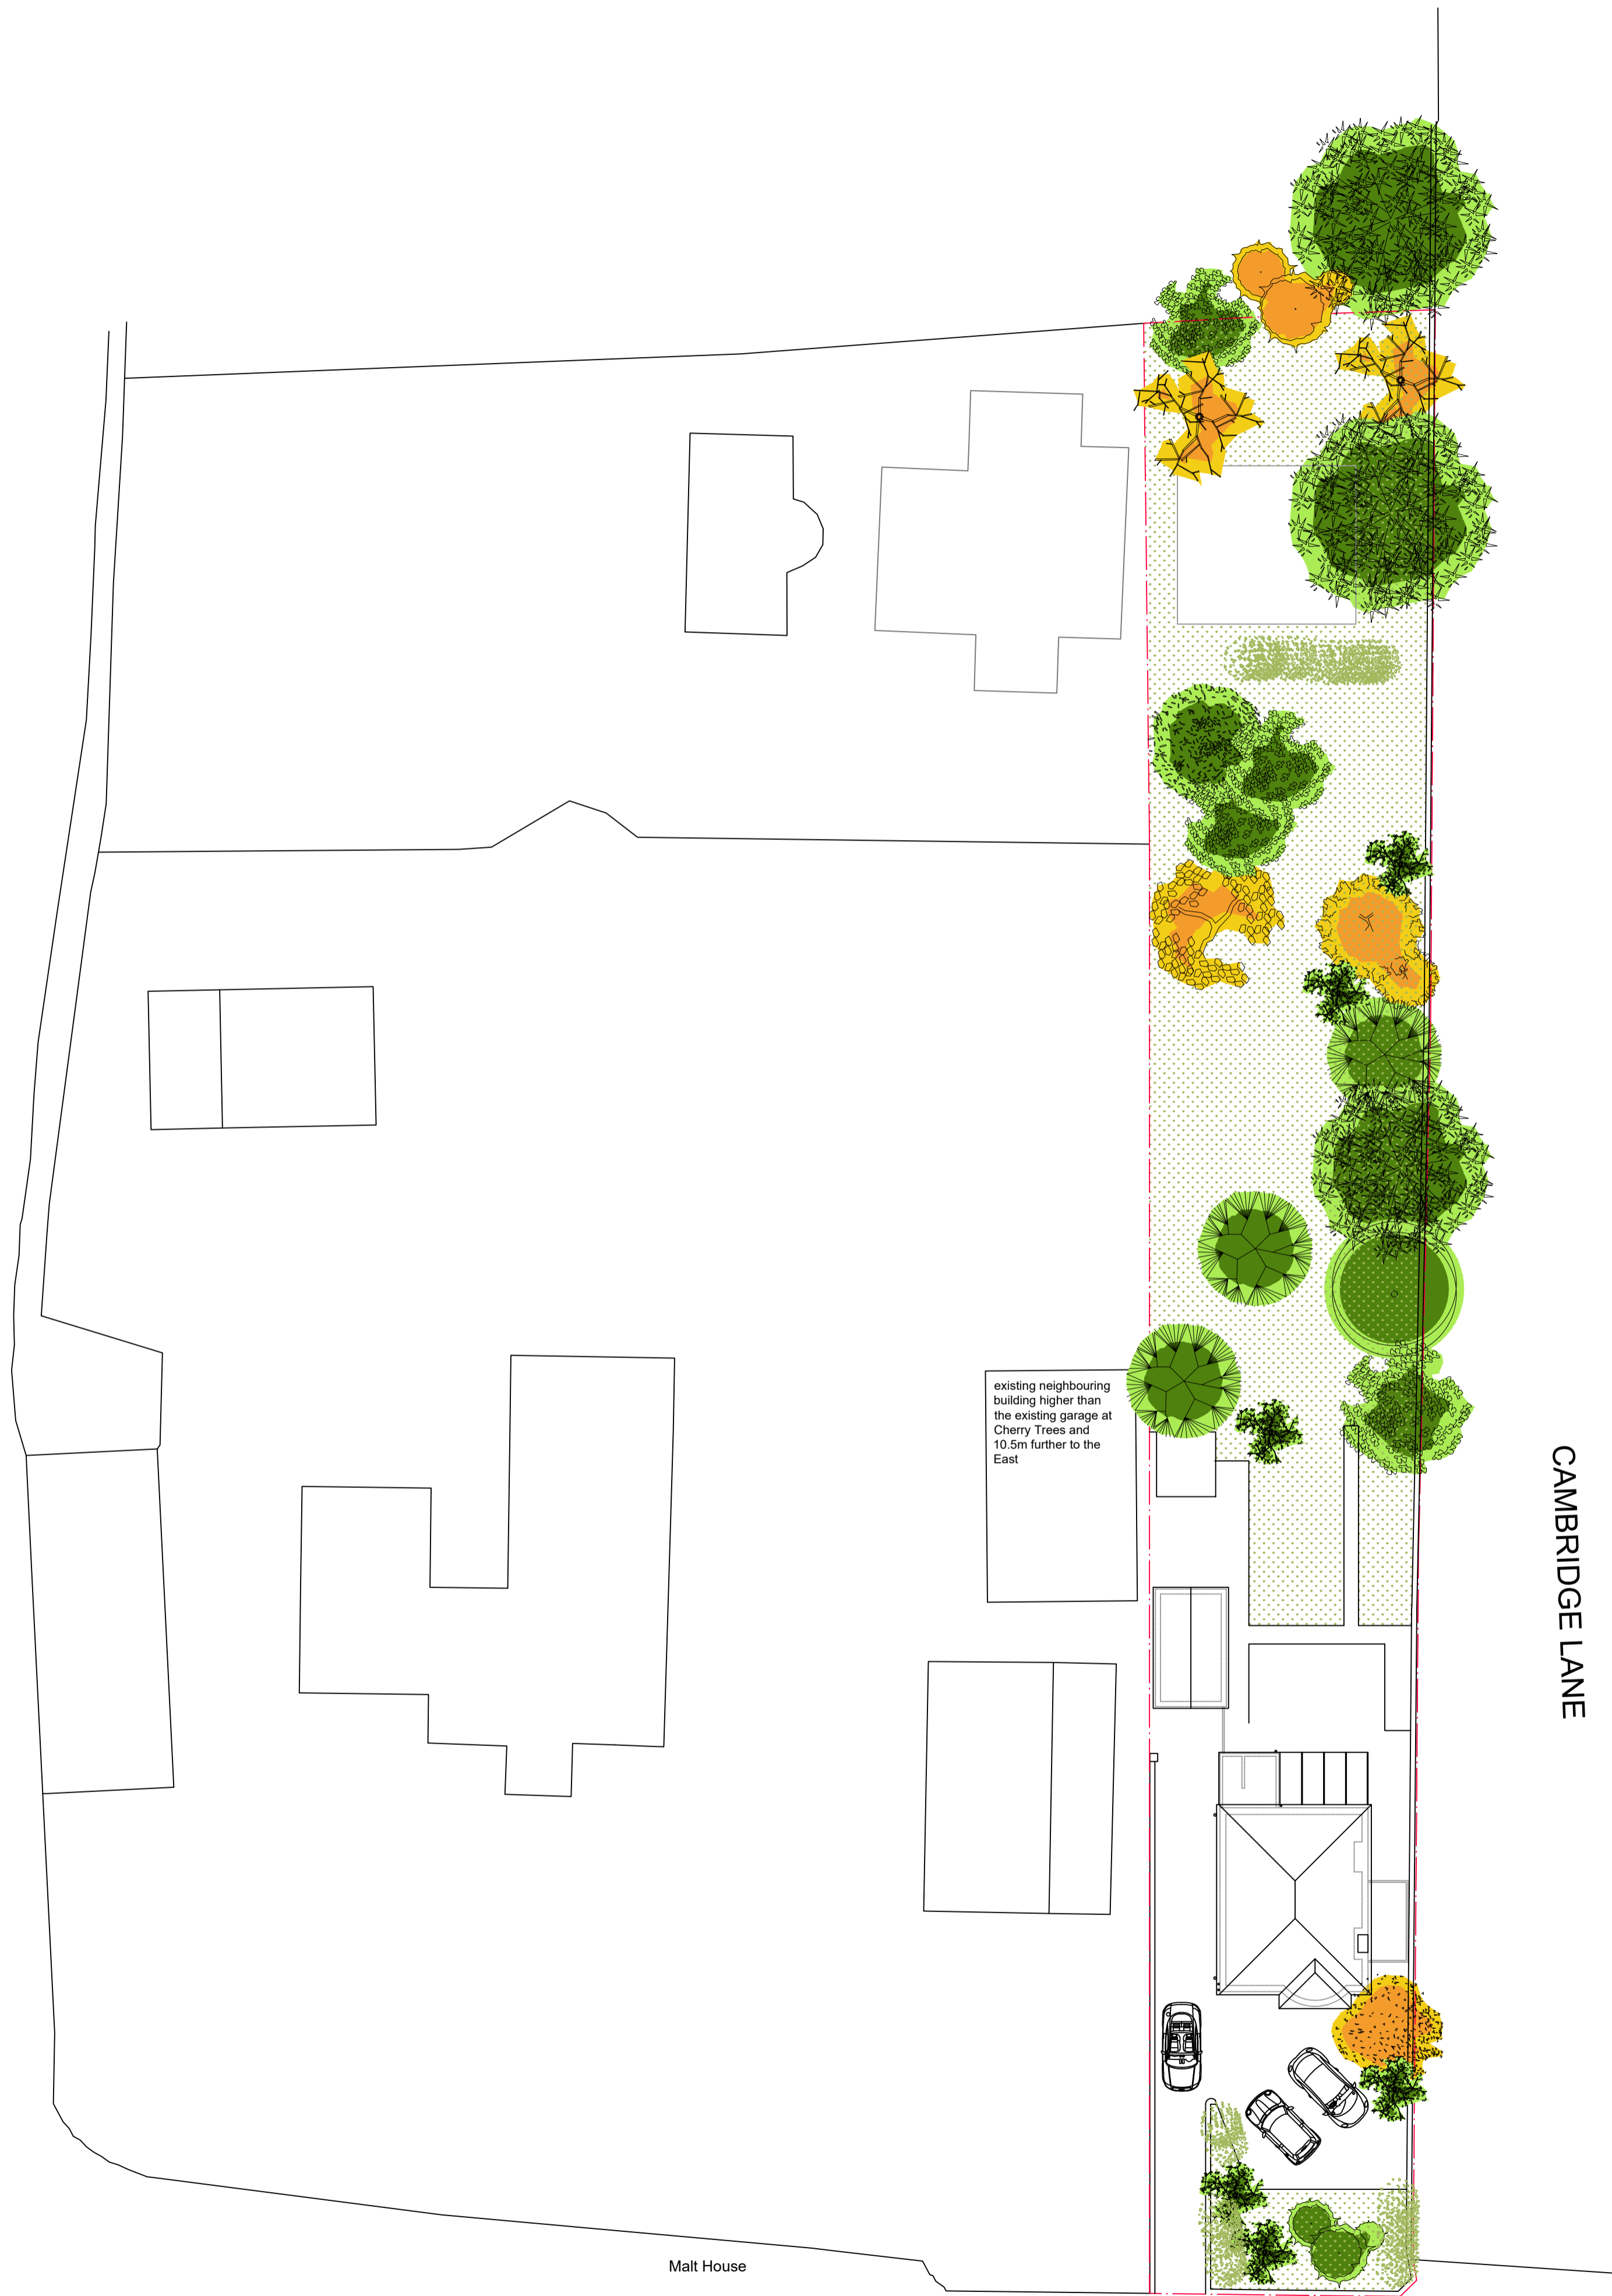 existing neighbouring
building higher than
the existing garage at
Cherry Trees and
10.5m further to the
East
CAMBRIDGE LANE
Malt House